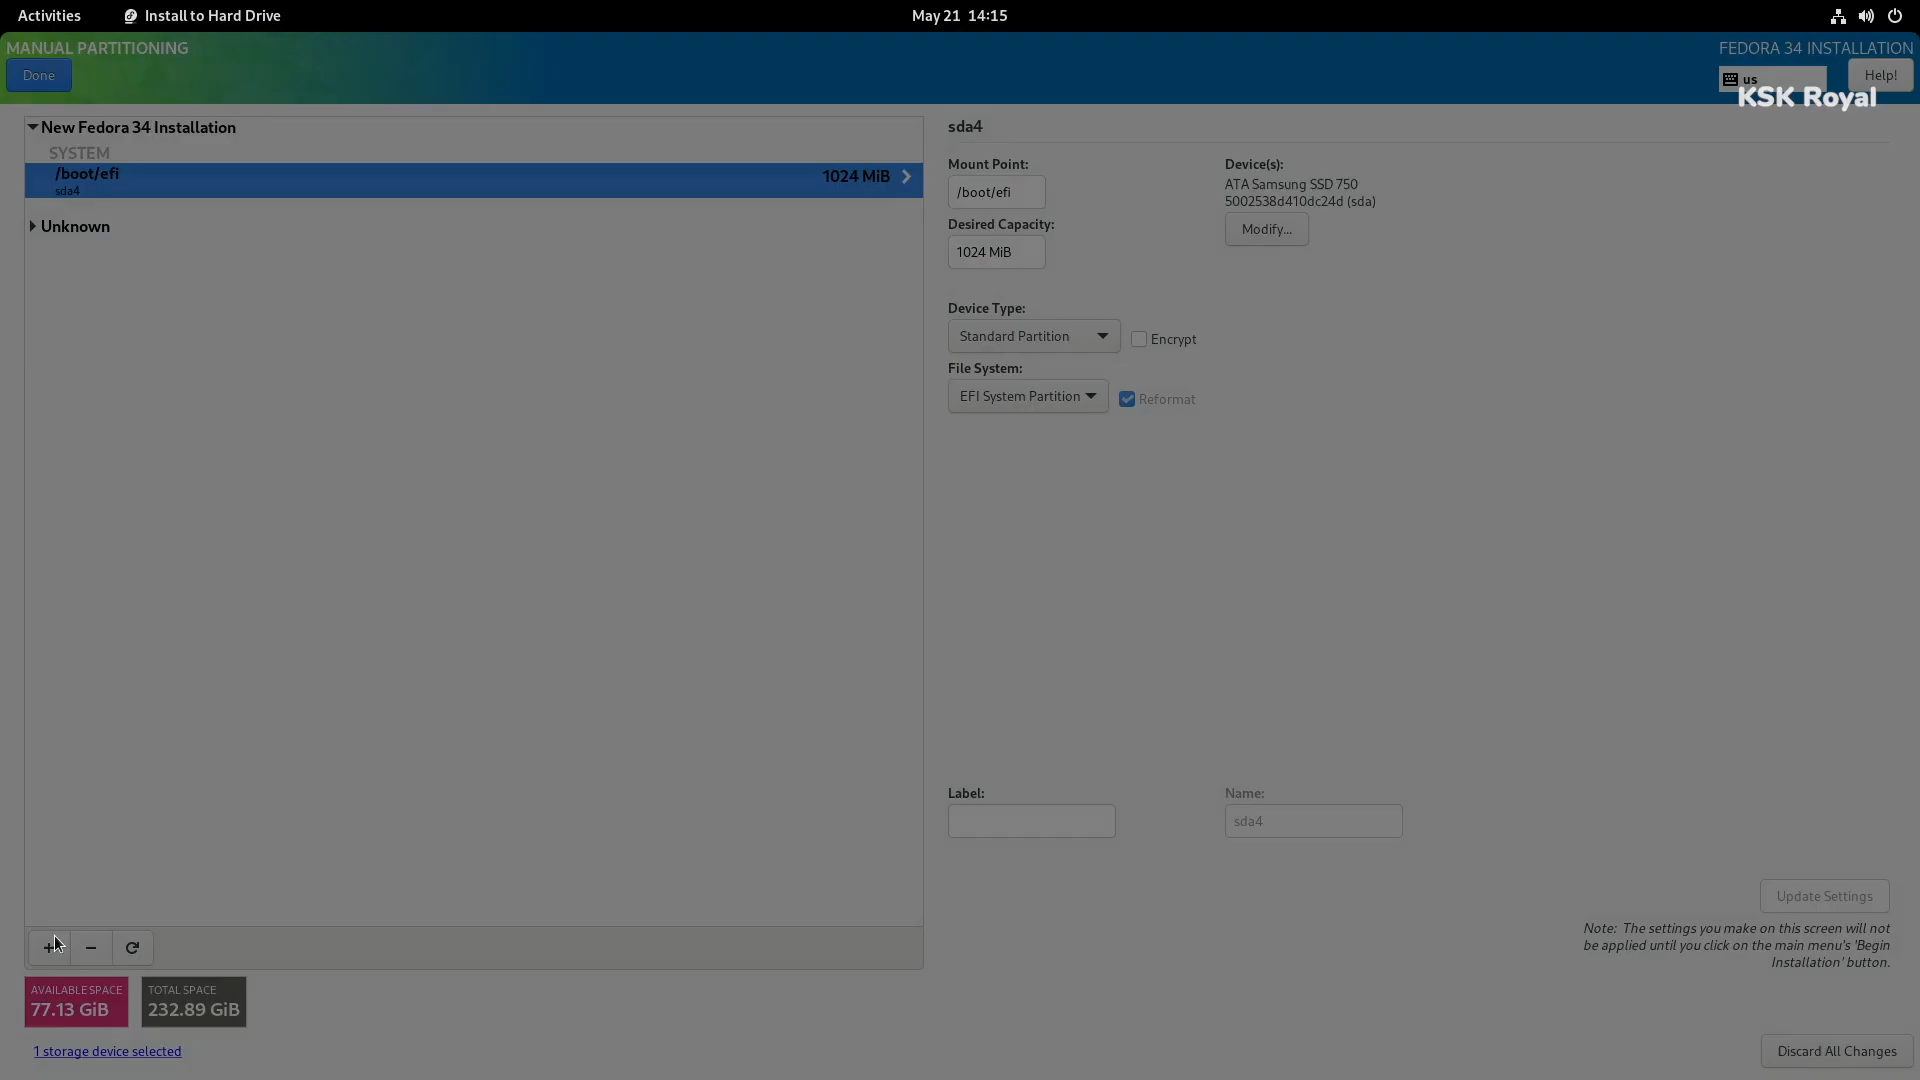 Activities
Install to Hard Drive
May 21 14:15
MANUAL PARTITIONING
Done
FEDORA 34 INSTALLATION
us
Help!
KSK Royal
New Fedora 34 Installation
SYSTEM
/boot/efi
sda4
1024 MiB
Unknown
sda4
Mount Point:
/boot/efi
Desired Capacity:
1024 MiB
Device(s):
ATA Samsung SSD 750
5002538d410dc24d (sda)
Modify...
Device Type:
Standard Partition
Encrypt
File System:
EFI System Partition
Reformat
Label:
Name:
sda4
Update Settings
Note: The settings you make on this screen will not
be applied until you click on the main menu's 'Begin
Installation' button.
AVAILABLE SPACE
77.13 GiB
TOTAL SPACE
232.89 GiB
1 storage device selected
Discard All Changes